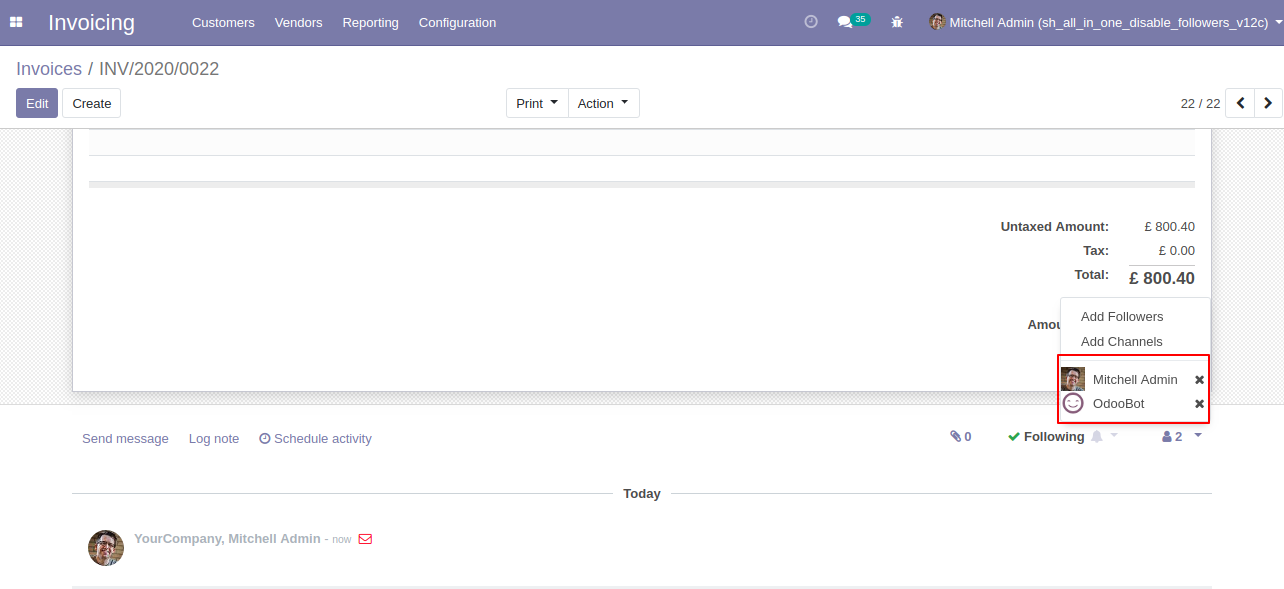 Invoicing Customers Vendors Reporting Configuration 35 Mitchell Admin (sh_all_in_one_disable_followers_v12c)
Invoices / INV/2020/0022
Edit Create Print Action 22 / 22
Untaxed Amount: £ 800.40
Tax: £ 0.00
Total: £ 800.40
Add Followers
Amou
Add Channels
Mitchell Admin ✖
OdooBot ✖
Send message Log note Schedule activity 0 Following 2
Today
YourCompany, Mitchell Admin - now